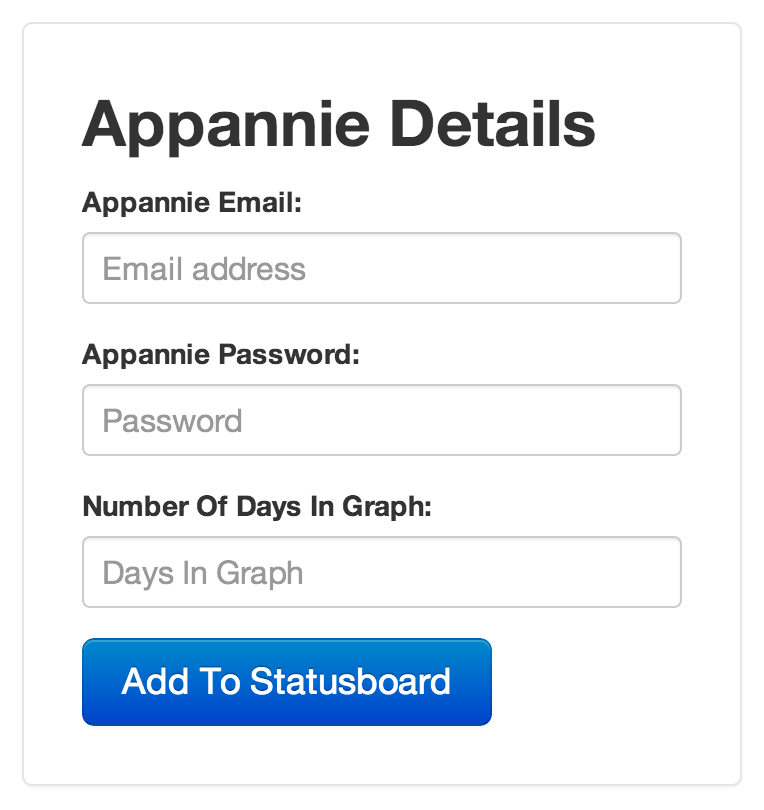 Appannie Details
Appannie Email:
Email address
Appannie Password:
Password
Number Of Days In Graph:
Days In Graph
Add To Statusboard